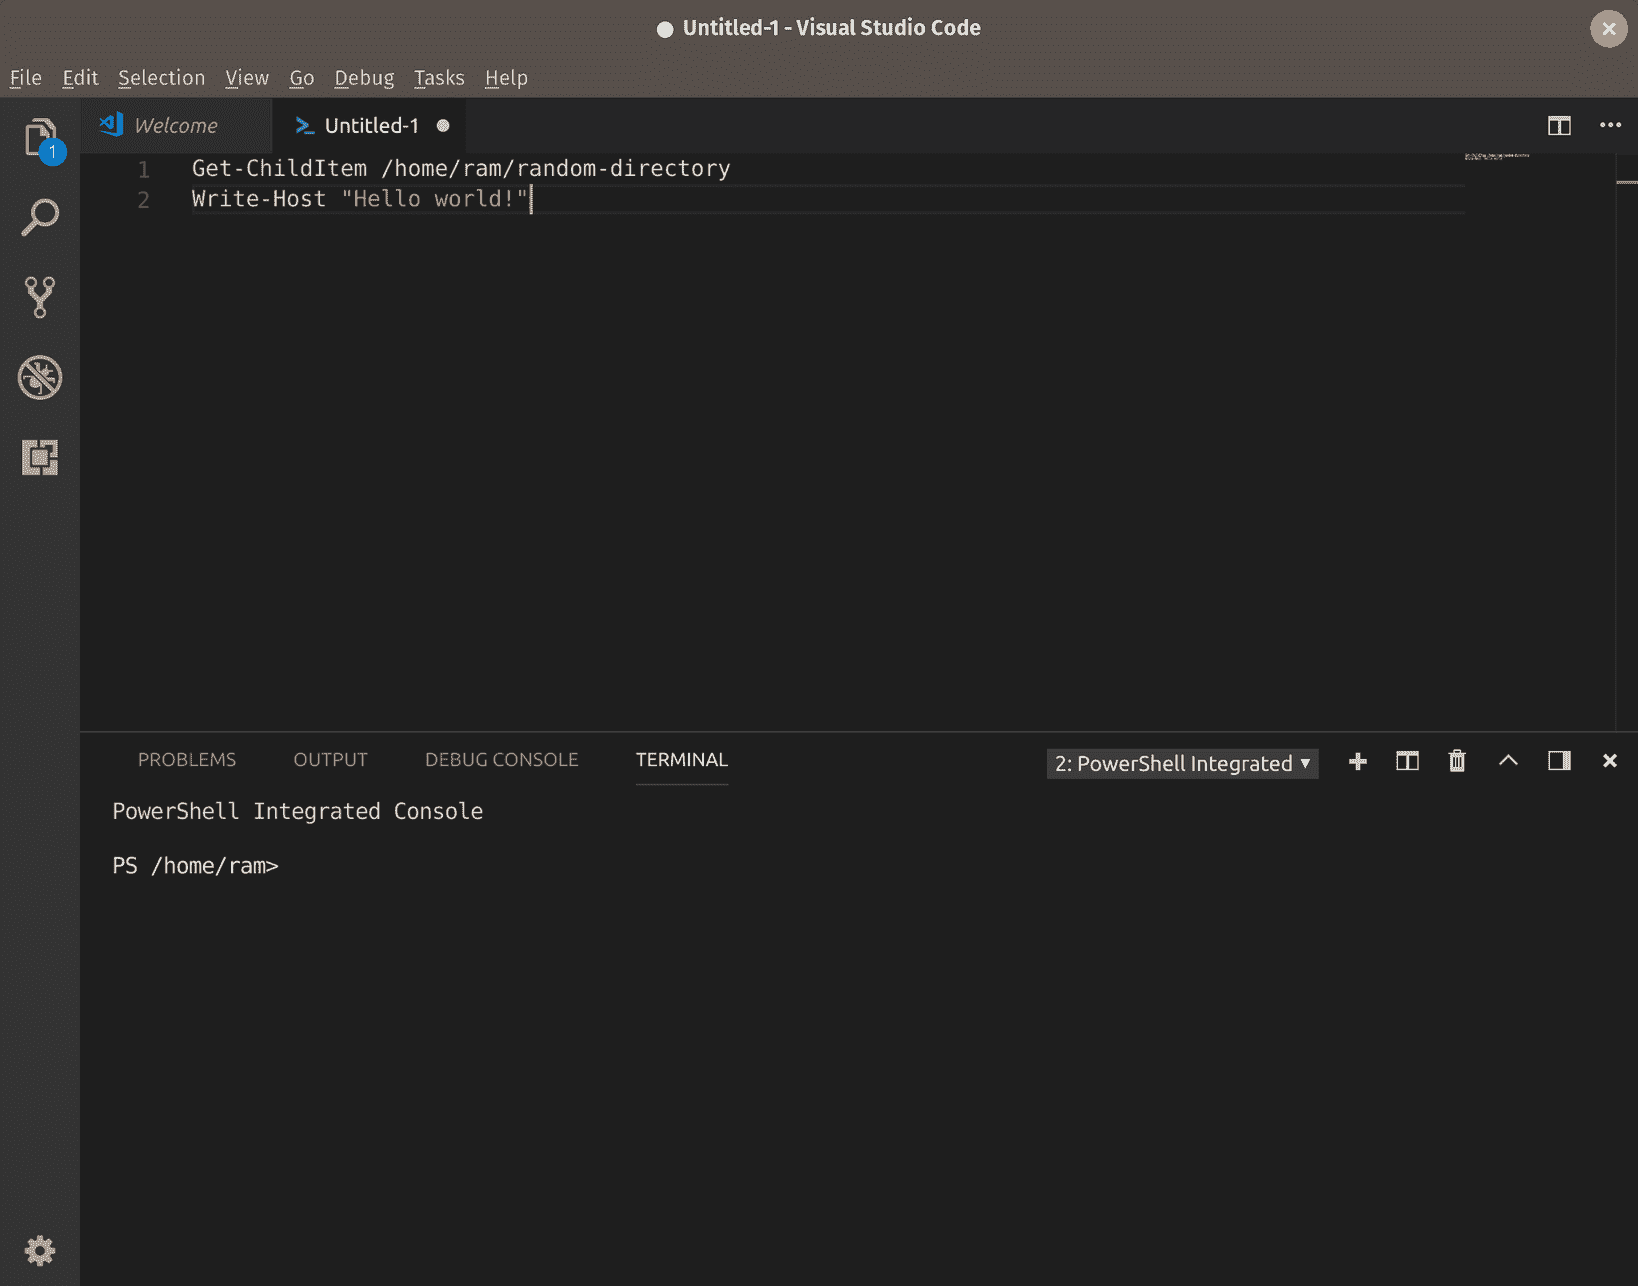 Untitled-1 - Visual Studio Code
File Edit Selection View Go Debug Tasks Help
Welcome Untitled-1
1
1 Get-ChildItem /home/ram/random-directory
2 Write-Host "Hello world!"
PROBLEMS OUTPUT DEBUG CONSOLE TERMINAL 2: PowerShell Integrated
PowerShell Integrated Console
PS /home/ram>